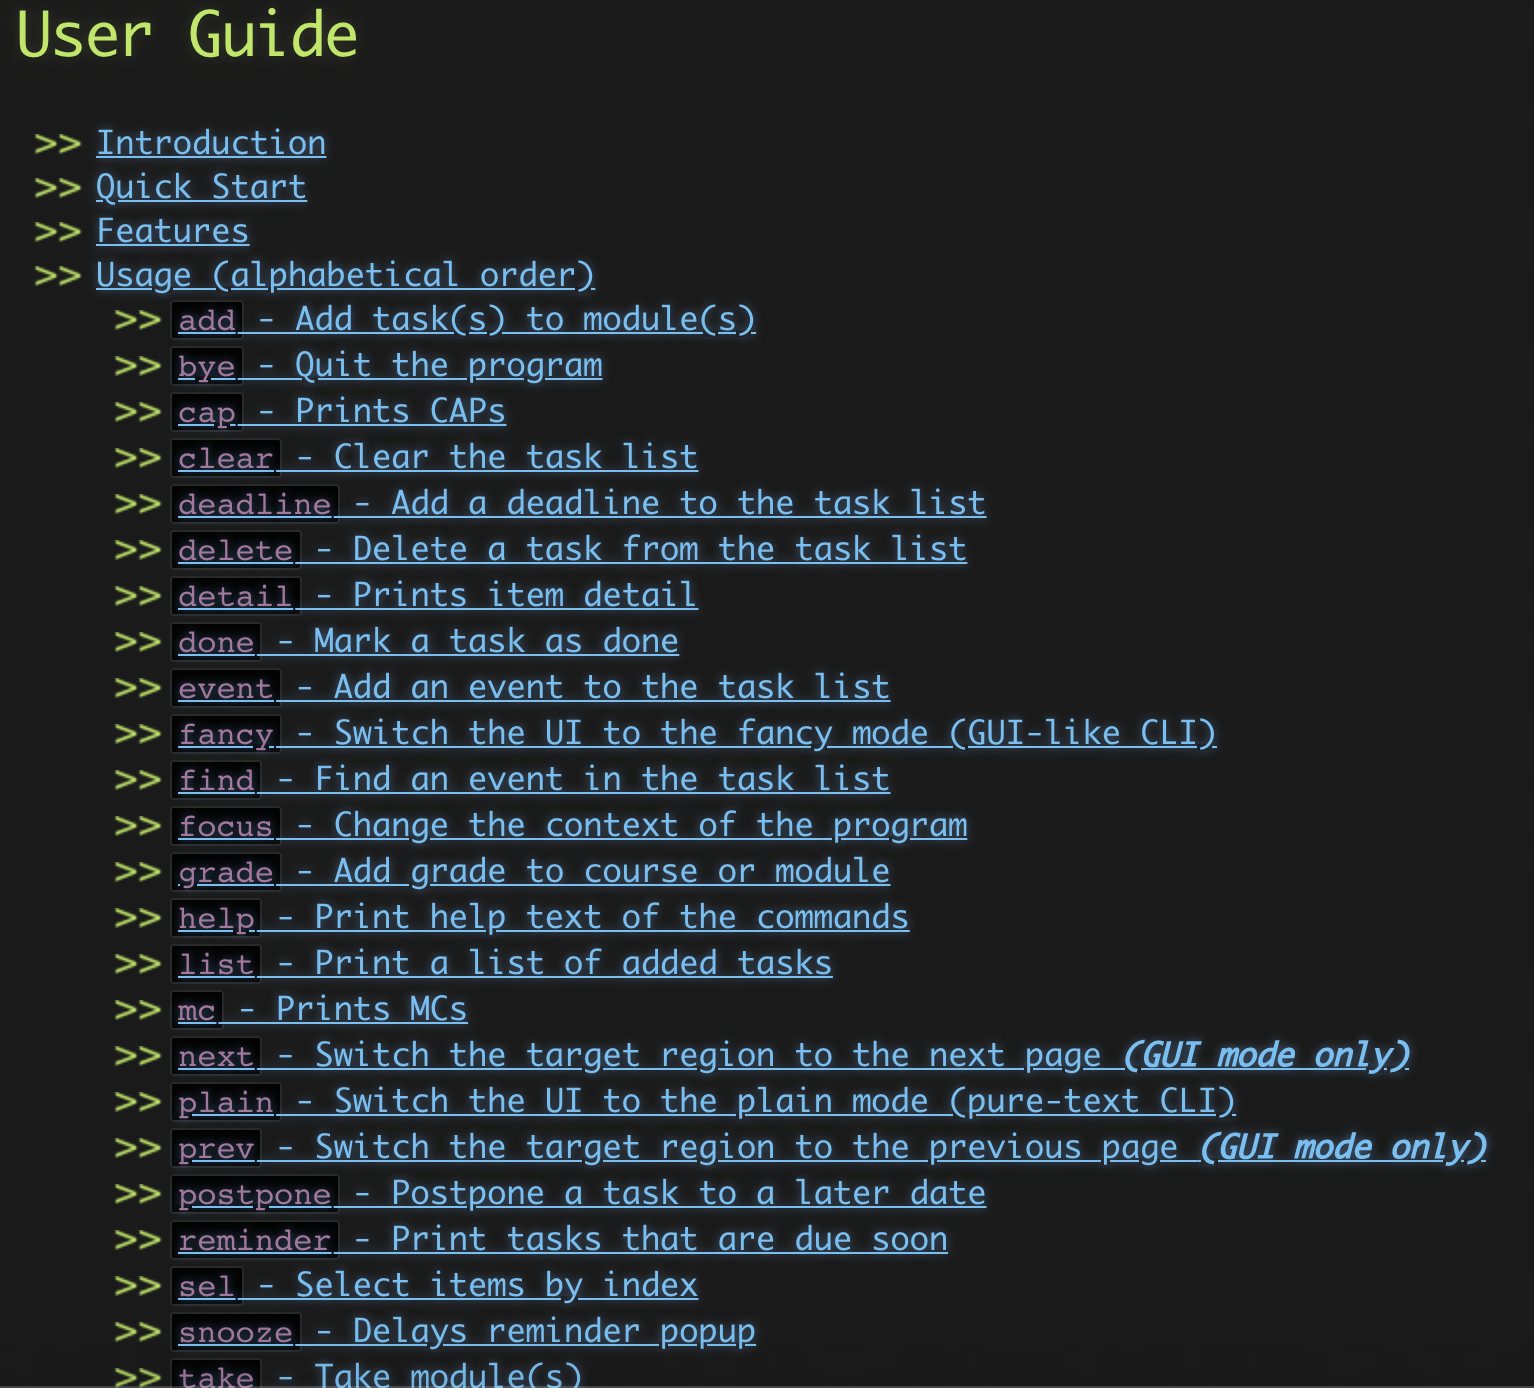 User Guide
>> Introduction
>> Quick Start
>> Features
>> Usage (alphabetical order)
>> add - Add task(s) to module(s)
>> bye - Quit the program
>> cap - Prints CAPs
>> clear - Clear the task list
>> deadline - Add a deadline to the task list
>> delete - Delete a task from the task list
>> detail - Prints item detail
>> done - Mark a task as done
>> event - Add an event to the task list
>> fancy - Switch the UI to the fancy mode (GUI-like CLI)
>> find - Find an event in the task list
>> focus - Change the context of the program
>> grade - Add grade to course or module
>> help - Print help text of the commands
>> list - Print a list of added tasks
>> mc - Prints MCs
>> next - Switch the target region to the next page (GUI mode only)
>> plain - Switch the UI to the plain mode (pure-text CLI)
>> prev - Switch the target region to the previous page (GUI mode only)
>> postpone - Postpone a task to a later date
>> reminder - Print tasks that are due soon
>> sel - Select items by index
>> snooze - Delays reminder popup
>> take - Take module(s)